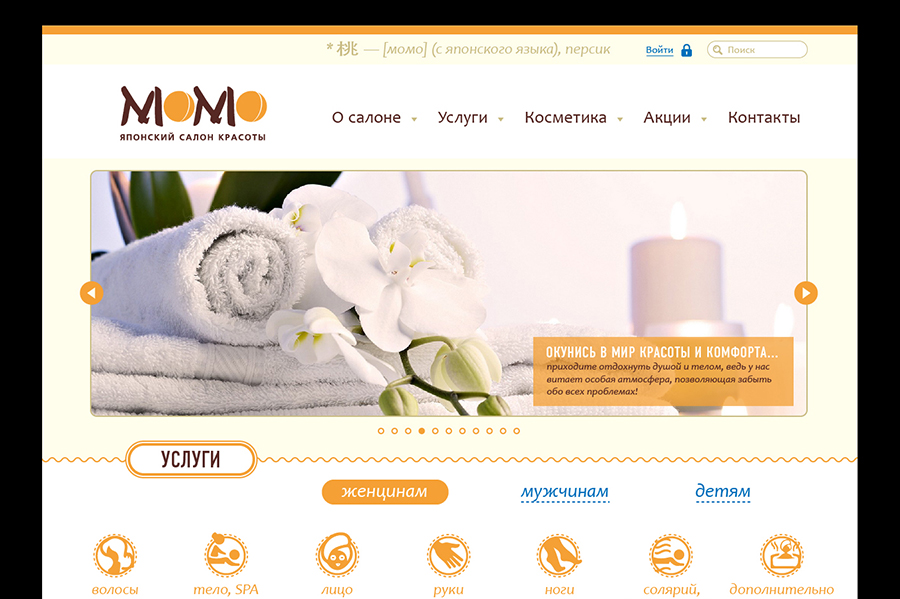 * 桃 — [момо] (с японского языка), персик
Войти
Поиск
МОМО
ЯПОНСКИЙ САЛОН КРАСОТЫ
О салоне
Услуги
Косметика
Акции
Контакты
ОКУНИСЬ В МИР КРАСОТЫ И КОМФОРТА...
приходите отдохнуть душой и телом, ведь у нас
витает особая атмосфера, позволяющая забыть
обо всех проблемах!
УСЛУГИ
женцинам
мужчинам
детям
волосы
тело, SPA
лицо
руки
ноги
солярий,
дополнительно